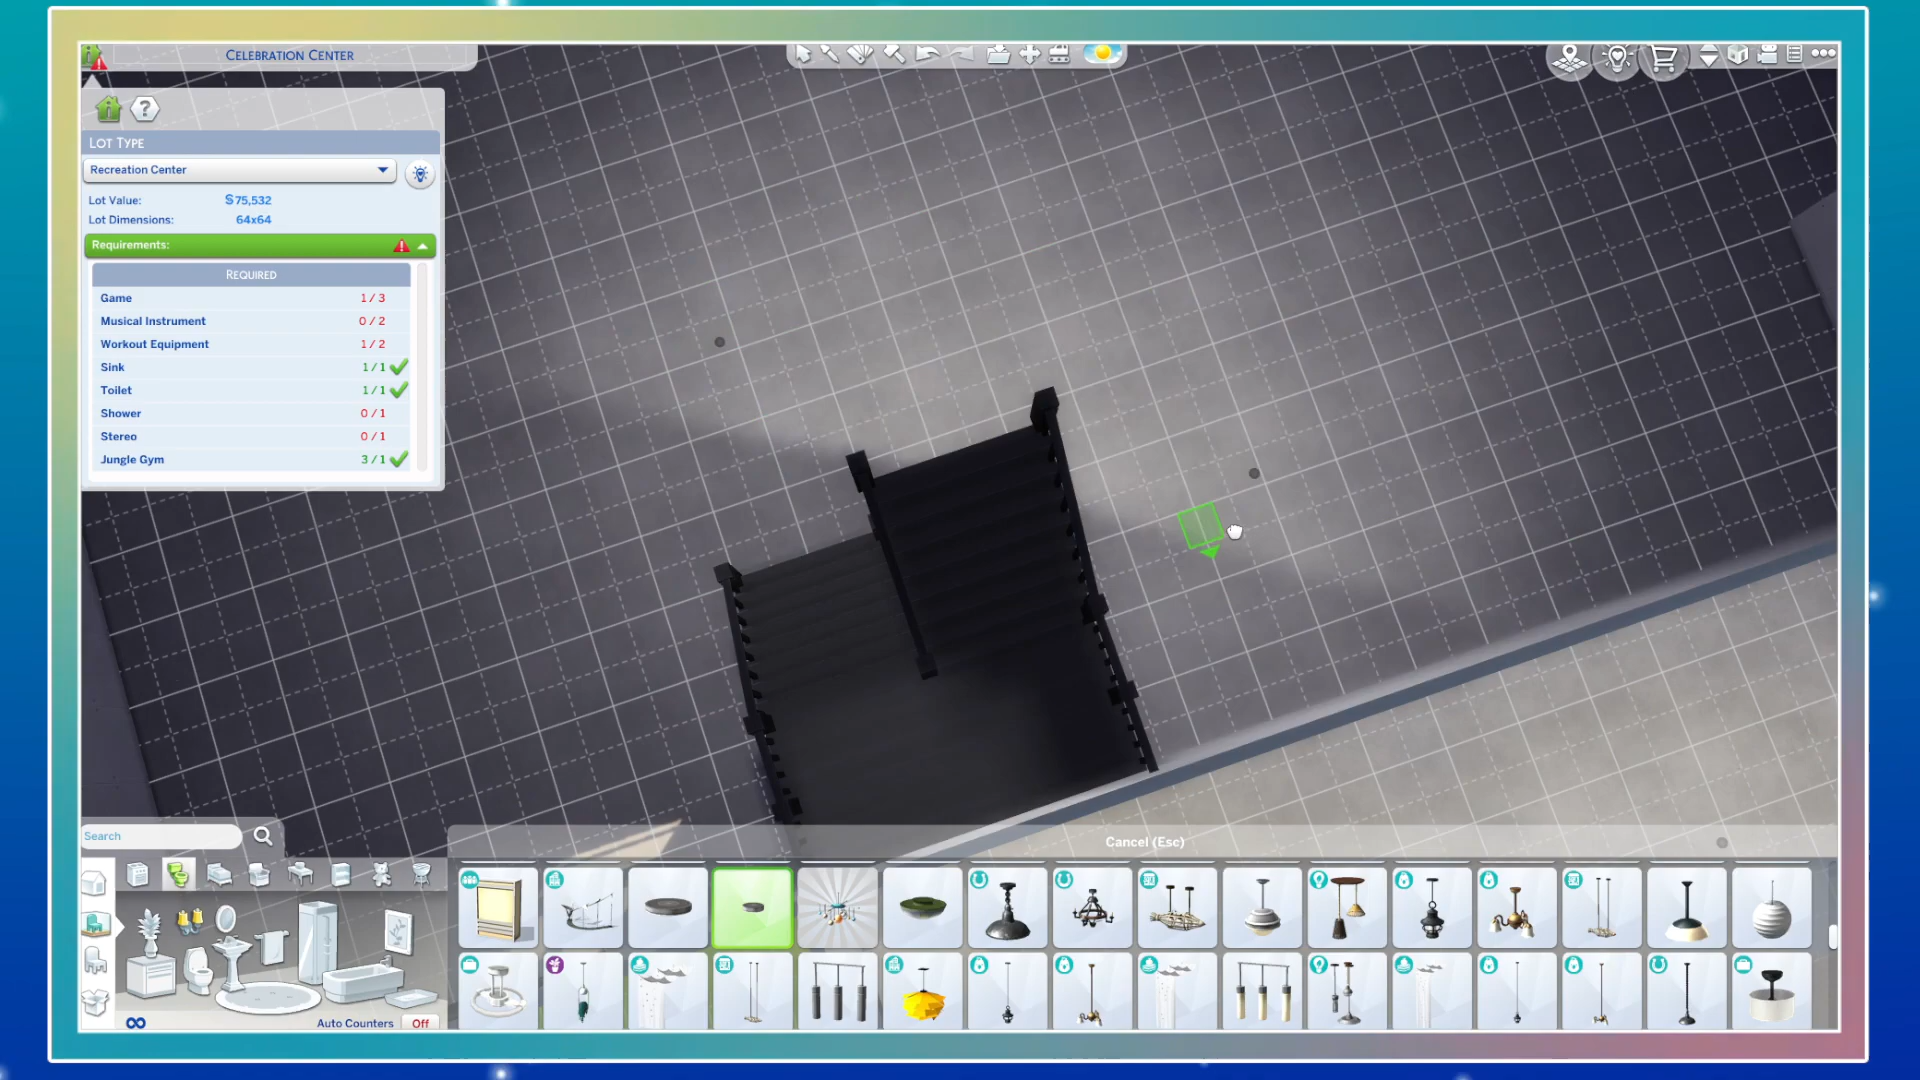 CELEBRATION CENTER
?
LOT TYPE
Recreation Center
Lot Value: §75,532
Lot Dimensions: 64x64
Requirements:
REQUIRED
Game 1 / 3
Musical Instrument 0 / 2
Workout Equipment 1 / 2
Sink 1 / 1
Toilet 1 / 1
Shower 0 / 1
Stereo 0 / 1
Jungle Gym 3 / 1
Search
Cancel (Esc)
Auto Counters Off